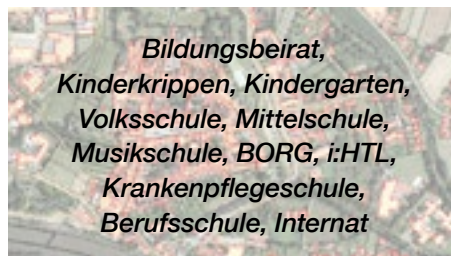 Bildungsbeirat,
Kinderkrippen, Kindergarten,
Volksschule, Mittelschule,
Musikschule, BORG, i:HTL,
Krankenpflegeschule,
Berufsschule, Internat